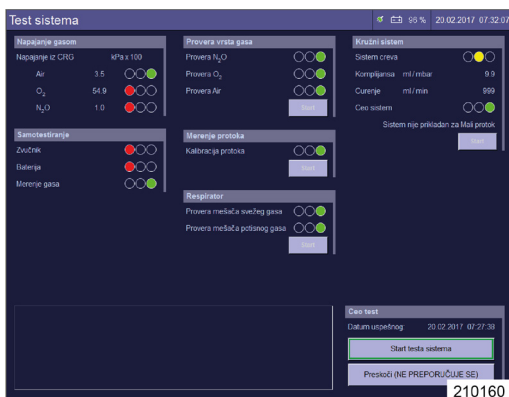 Test sistema
96 %
20.02.2017 07:32:07
Napajanje gasom
Napajanje iz CRG kPa x 100
Air 3.5
O₂ 54.9
N₂O 1.0
Samotestiranje
Zvučnik
Baterija
Merenje gasa
Provera vrsta gasa
Provera N₂O
Provera O₂
Provera Air
Start
Merenje protoka
Kalibracija protoka
Start
Respirator
Provera mešača svežeg gasa
Provera mešača potisnog gasa
Start
Kružni sistem
Sistem creva
Komplijansa ml/mbar 9.9
Curenje ml/min 999
Ceo sistem
Sistem nije prikladan za Mali protok
Start
Ceo test
Datum uspešnog: 20.02.2017 07:27:39
Start testa sistema
Preskoči (NE PREPORUČUJE SE)
210160